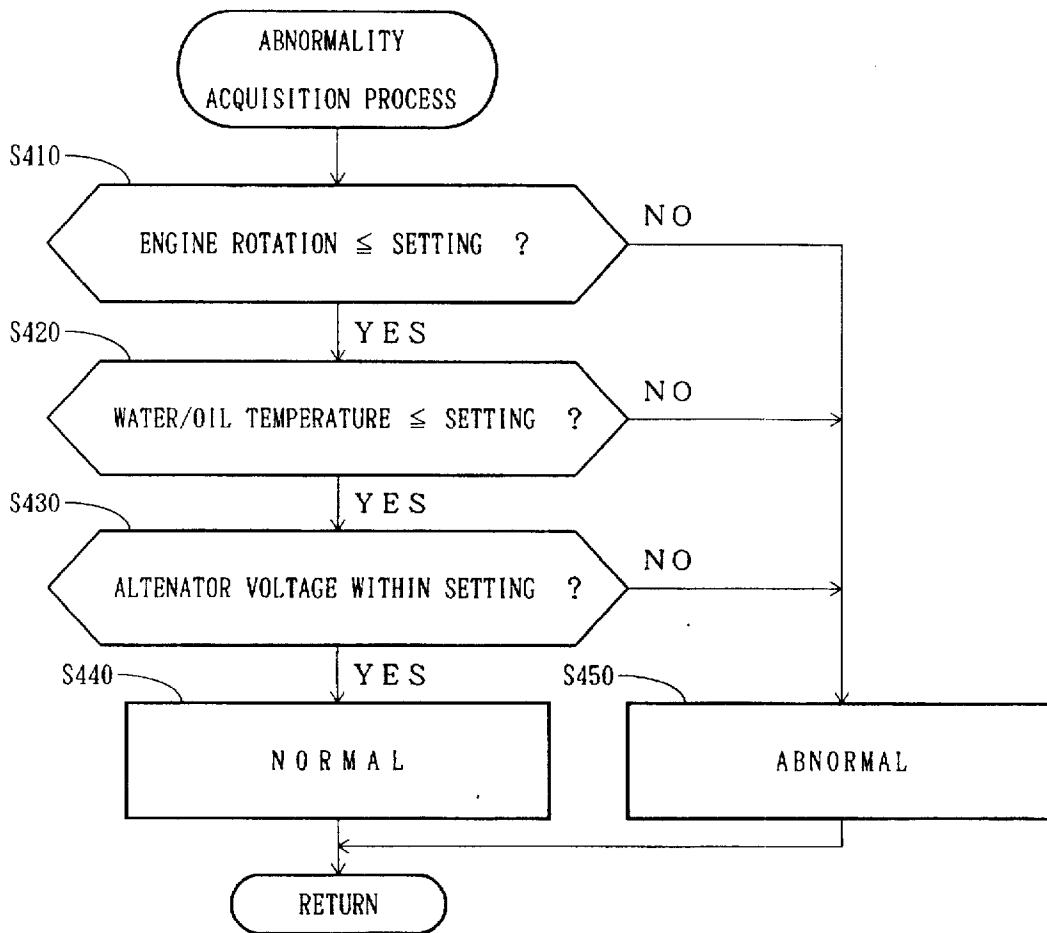 ABNORMALITY
ACQUISITION PROCESS
S410
ENGINE ROTATION ≦ SETTING ?
NO
YES
S420
WATER/OIL TEMPERATURE ≦ SETTING ?
NO
YES
S430
ALTENATOR VOLTAGE WITHIN SETTING ?
NO
YES
S440
NORMAL
S450
ABNORMAL
RETURN